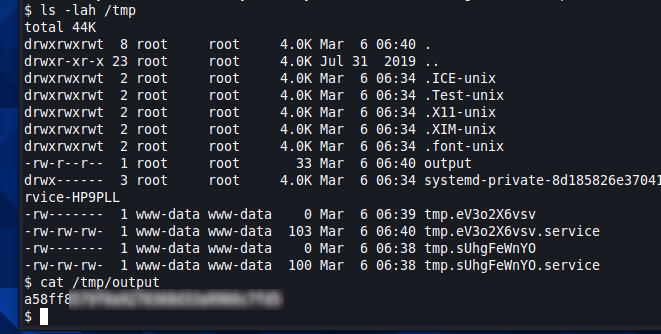 $ ls -lah /tmp
total 44K
drwxrwxrwt  8 root     root     4.0K Mar  6 06:40 .
drwxr-xr-x 23 root     root     4.0K Jul 31  2019 ..
drwxrwxrwt  2 root     root     4.0K Mar  6 06:34 .ICE-unix
drwxrwxrwt  2 root     root     4.0K Mar  6 06:34 .Test-unix
drwxrwxrwt  2 root     root     4.0K Mar  6 06:34 .X11-unix
drwxrwxrwt  2 root     root     4.0K Mar  6 06:34 .XIM-unix
drwxrwxrwt  2 root     root     4.0K Mar  6 06:34 .font-unix
-rw-r--r--  1 root     root       33 Mar  6 06:40 output
drwx------  3 root     root     4.0K Mar  6 06:34 systemd-private-8d185826e37041
rvice-HP9PLL
-rw-------  1 www-data www-data    0 Mar  6 06:39 tmp.eV3o2X6vsv
-rw-rw-rw-  1 www-data www-data  103 Mar  6 06:40 tmp.eV3o2X6vsv.service
-rw-------  1 www-data www-data    0 Mar  6 06:38 tmp.sUhgFeWnYO
-rw-rw-rw-  1 www-data www-data  100 Mar  6 06:38 tmp.sUhgFeWnYO.service
$ cat /tmp/output
a58ff8
$